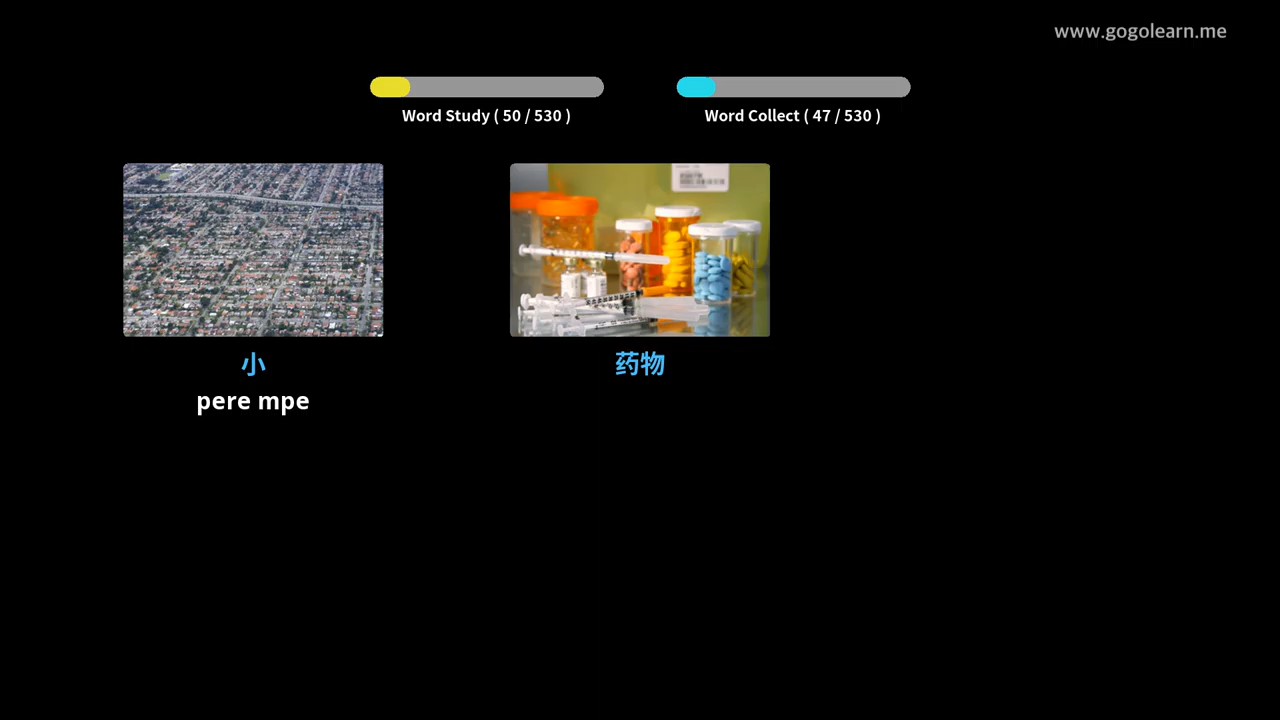 www.gogolearn.me
Word Study ( 50 / 530 )
Word Collect ( 47 / 530 )
小
pere mpe
药物